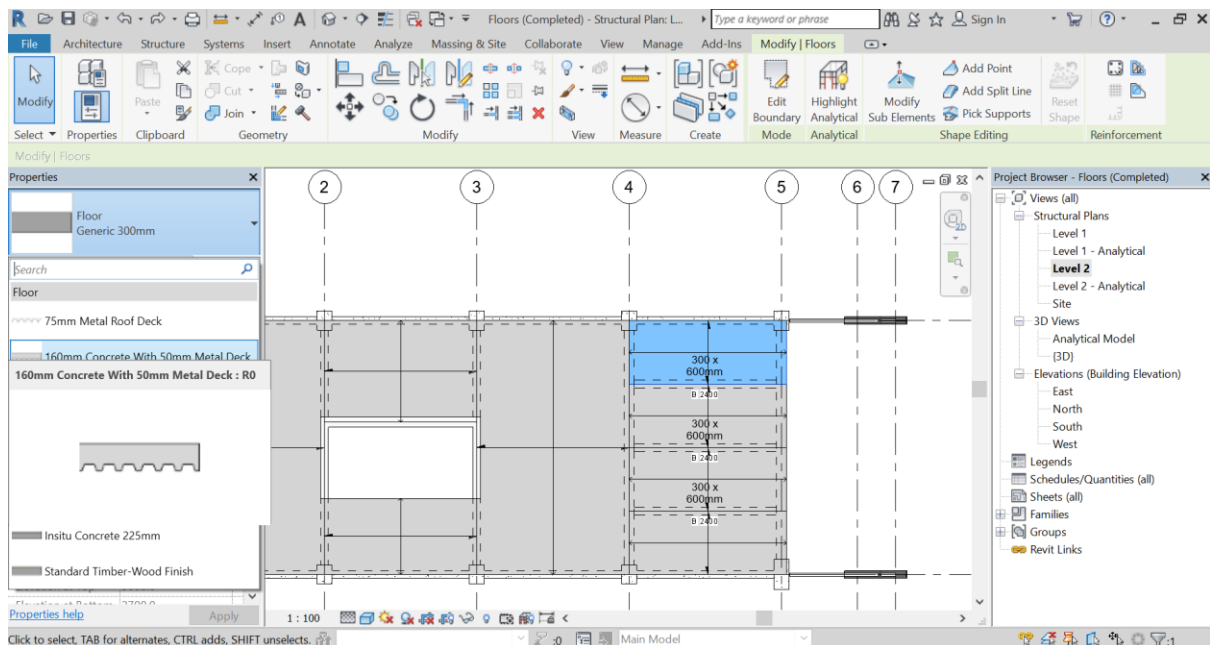 Floors (Completed) - Structural Plan: L...
Type a keyword or phrase
Sign In
File Architecture Structure Systems Insert Annotate Analyze Massing & Site Collaborate View Manage Add-Ins Modify | Floors
Modify
Paste
Cope
Cut
Join
Edit
Boundary
Highlight
Analytical
Modify
Sub Elements
Add Point
Add Split Line
Pick Supports
Reset
Shape
Select Properties Clipboard Geometry Modify View Measure Create Mode Analytical Shape Editing Reinforcement
Modify | Floors
Properties
Floor
Generic 300mm
Search
Floor
75mm Metal Roof Deck
160mm Concrete With 50mm Metal Deck
160mm Concrete With 50mm Metal Deck : R0
Insitu Concrete 225mm
Standard Timber-Wood Finish
Properties help
Apply
2 3 4 5 6 7
2D
300 x
600mm
B 2400
300 x
600mm
B 2400
300 x
600mm
B 2400
1 : 100
Project Browser - Floors (Completed)
Views (all)
Structural Plans
Level 1
Level 1 - Analytical
Level 2
Level 2 - Analytical
Site
3D Views
Analytical Model
{3D}
Elevations (Building Elevation)
East
North
South
West
Legends
Schedules/Quantities (all)
Sheets (all)
Families
Groups
Revit Links
Click to select, TAB for alternates, CTRL adds, SHIFT unselects.
:0
Main Model
:1